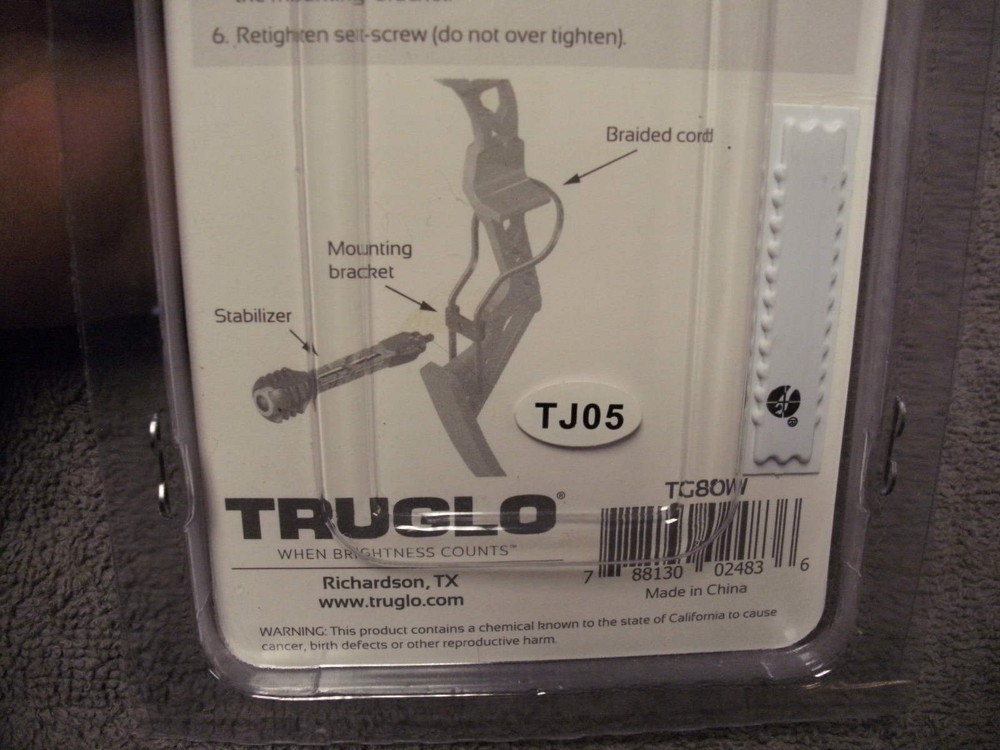 6. Retighten set-screw (do not over tighten).
Braided cord
Mounting
bracket
Stabilizer
TJ05
TRUGLO®
WHEN BRIGHTNESS COUNTS™
Richardson, TX
www.truglo.com
TG80W
7 88130 02483 6
Made in China
WARNING: This product contains a chemical known to the state of California to cause
cancer, birth defects or other reproductive harm.